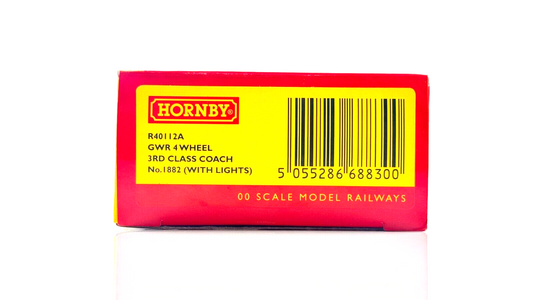 HORNBY®
R40112A
GWR 4 WHEEL
3RD CLASS COACH
No.1882 (WITH LIGHTS)
5 055286 688300
00 SCALE MODEL RAILWAYS